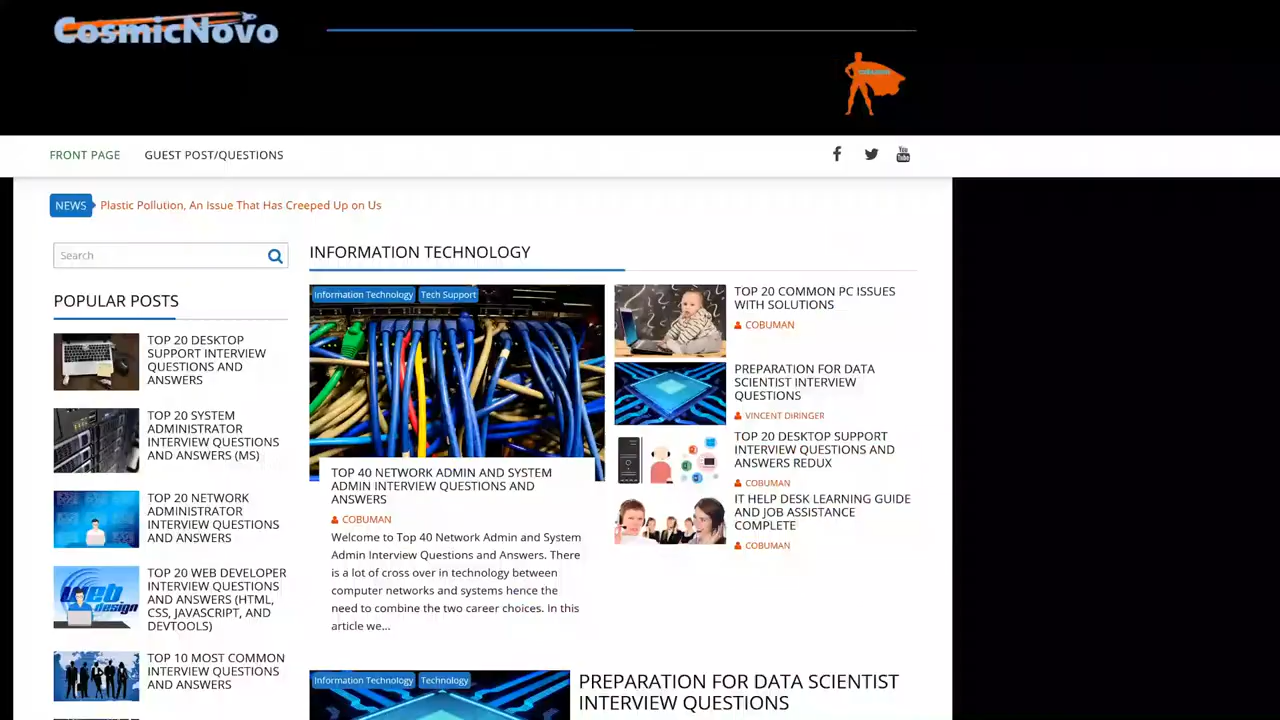 CosmicNovo
FRONT PAGE
GUEST POST/QUESTIONS
NEWS
Plastic Pollution, An Issue That Has Creeped Up on Us
Search
POPULAR POSTS
TOP 20 DESKTOP
SUPPORT INTERVIEW
QUESTIONS AND
ANSWERS
TOP 20 SYSTEM
ADMINISTRATOR
INTERVIEW QUESTIONS
AND ANSWERS (MS)
TOP 20 NETWORK
ADMINISTRATOR
INTERVIEW QUESTIONS
AND ANSWERS
TOP 20 WEB DEVELOPER
INTERVIEW QUESTIONS
AND ANSWERS (HTML,
CSS, JAVASCRIPT, AND
DEVTOOLS)
TOP 10 MOST COMMON
INTERVIEW QUESTIONS
AND ANSWERS
INFORMATION TECHNOLOGY
Information Technology
Tech Support
TOP 40 NETWORK ADMIN AND SYSTEM
ADMIN INTERVIEW QUESTIONS AND
ANSWERS
COBUMAN
Welcome to Top 40 Network Admin and System
Admin Interview Questions and Answers. There
is a lot of cross over in technology between
computer networks and systems hence the
need to combine the two career choices. In this
article we...
TOP 20 COMMON PC ISSUES
WITH SOLUTIONS
COBUMAN
PREPARATION FOR DATA
SCIENTIST INTERVIEW
QUESTIONS
VINCENT DIRINGER
TOP 20 DESKTOP SUPPORT
INTERVIEW QUESTIONS AND
ANSWERS REDUX
COBUMAN
IT HELP DESK LEARNING GUIDE
AND JOB ASSISTANCE
COMPLETE
COBUMAN
Information Technology
Technology
PREPARATION FOR DATA SCIENTIST
INTERVIEW QUESTIONS